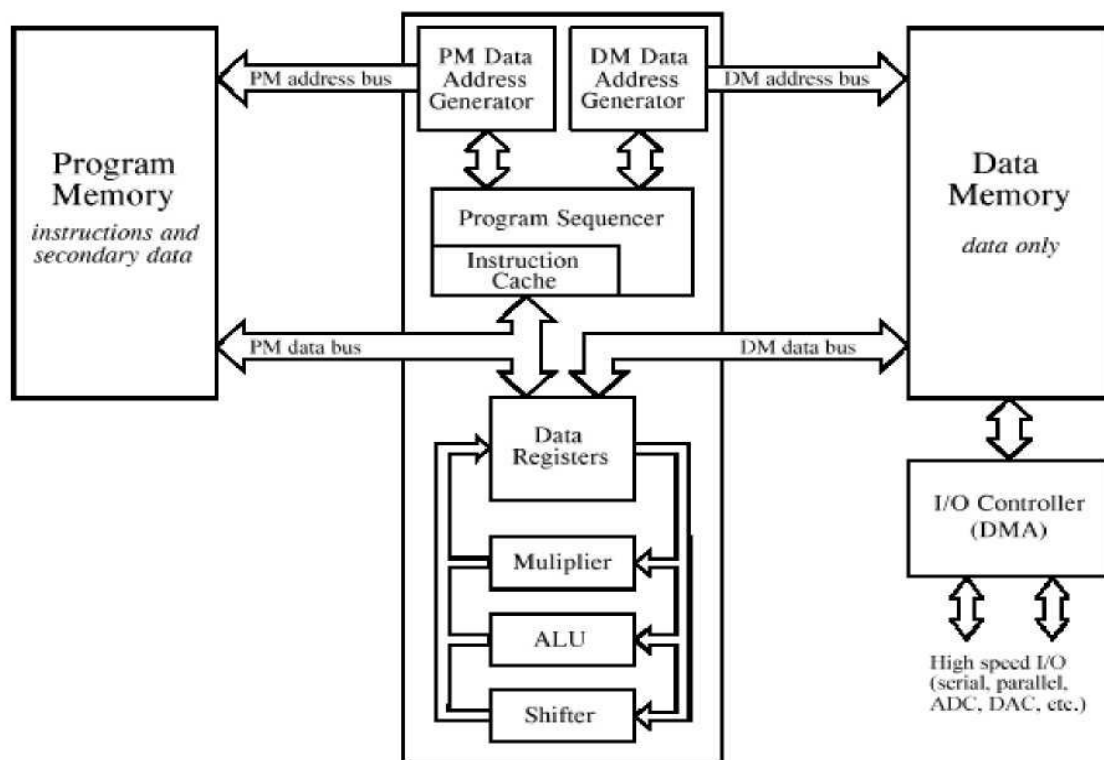 PM Data
Address
Generator
DM Data
Address
Generator
PM address bus
DM address bus
Program
Memory
instructions and
secondary data
Program Sequencer
Instruction
Cache
Data
Memory
data only
PM data bus
DM data bus
Data
Registers
Muliplier
ALU
Shifter
I/O Controller
(DMA)
High speed I/O
(serial, parallel,
ADC, DAC, etc.)